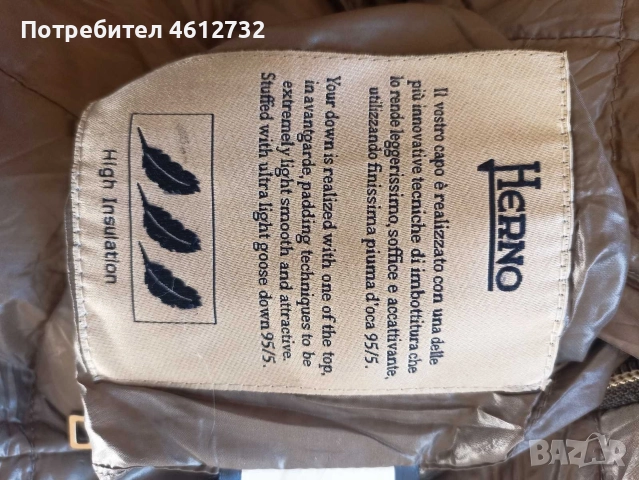 Потребител 4612732
HERNO
Il vostro capo è realizzato con una delle
più innovative tecniche di imbottitura che
lo rende leggerissimo, soffice e accattivante,
utilizzando finissima piuma d'oca 95/5.
Your down is realized with one of the top,
in avantgarde, padding techniques to be
extremely light smooth and attractive.
Stuffed with ultra light goose down 95/5.
High Insulation
bazar